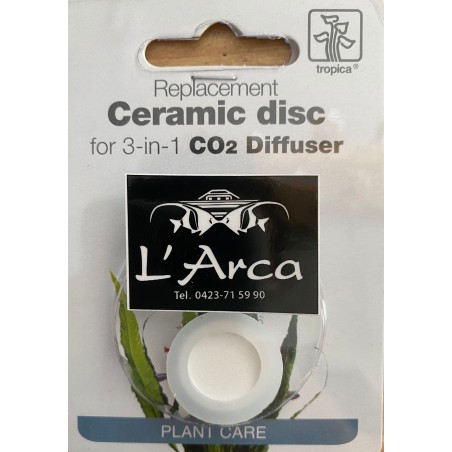 tropica®
Replacement
Ceramic disc
for 3-in-1 CO2 Diffuser
L'Arca
Tel. 0423-71 59 90
PLANT CARE